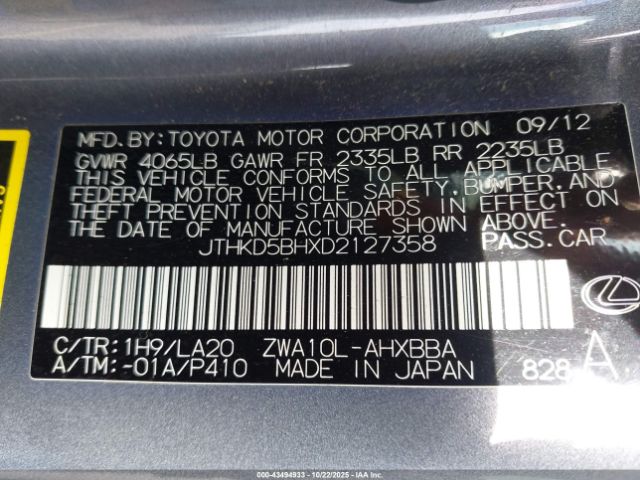 MFD.BY:TOYOTA MOTOR CORPORATION 09/12
GVWR 4065LB GAWR FR 2335LB RR 2235LB
THIS VEHICLE CONFORMS TO ALL APPLICABLE
FEDERAL MOTOR VEHICLE SAFETY,BUMPER,AND
THEFT PREVENTION STANDARDS IN EFFECT ON
THE DATE OF MANUFACTURE SHOWN ABOVE.
JTHKD5BHXD2127358 PASS.CAR
C/TR:1H9/LA20 ZWA10L-AHXBBA
A/TM:-01A/P410 MADE IN JAPAN 828 A
000-43494933 - 10/22/2025 - IAAI.COM